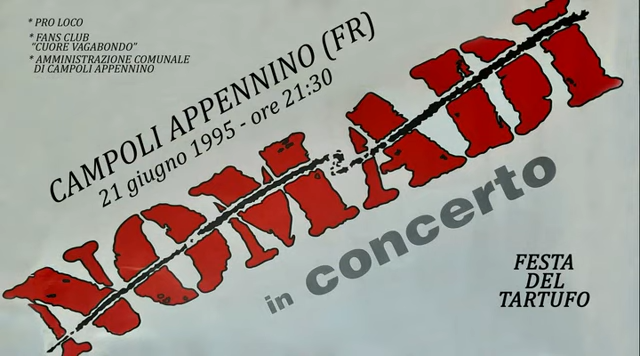 * PRO LOCO
* FANS CLUB
"CUORE VAGABONDO"
* AMMINISTRAZIONE COMUNALE
DI CAMPOLI APPENNINO
CAMPOLI APPENNINO (FR)
21 giugno 1995 - ore 21:30
NOMADI
in concerto
FESTA
DEL
TARTUFO